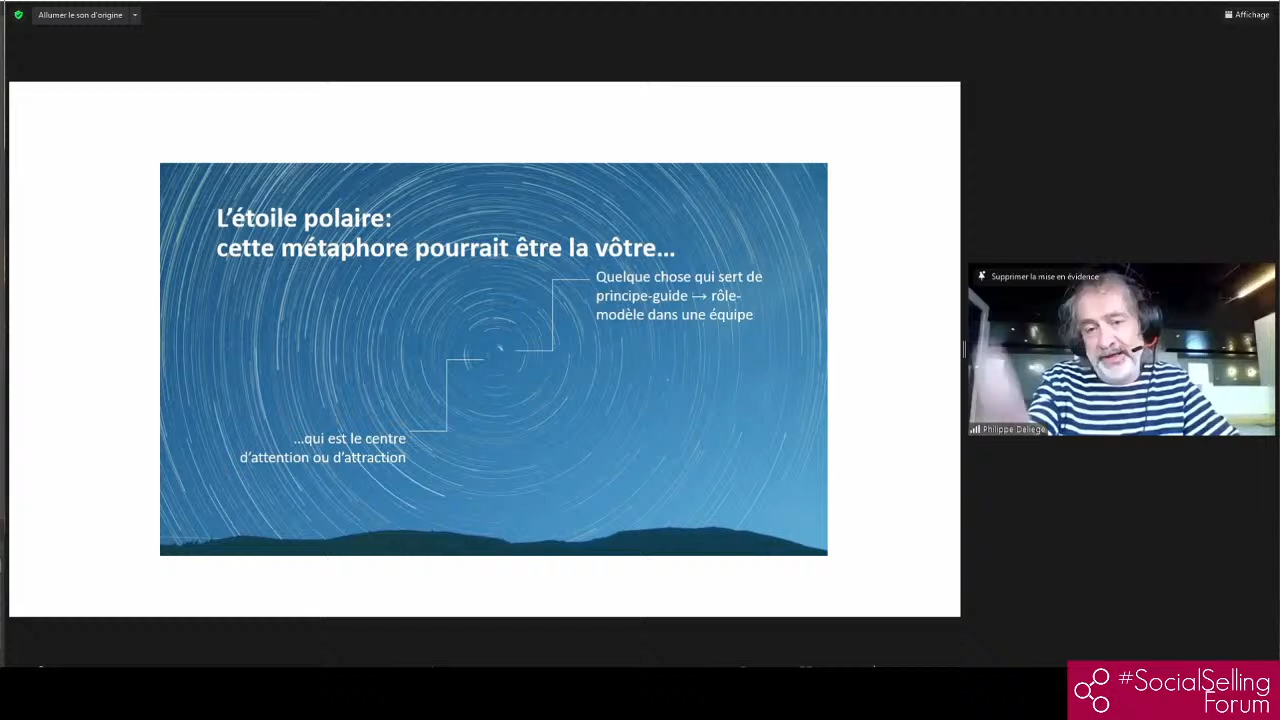 Allumer le son d'origine
Affichage
L'étoile polaire:
cette métaphore pourrait être la vôtre...
Quelque chose qui sert de
principe-guide → rôle-
modèle dans une équipe
...qui est le centre
d'attention ou d'attraction
Supprimer la mise en évidence
Philippe Deliège
#SocialSelling
Forum